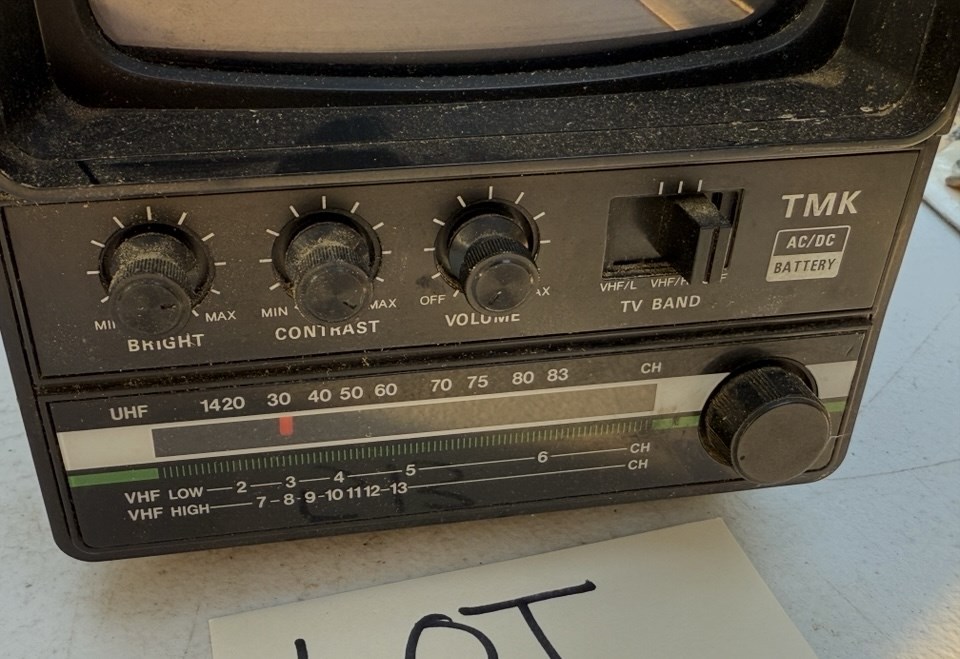 TMK
AC/DC
BATTERY
MAX
BRIGHT
MIN MAX
CONTRAST
OFF
VOLUME
VHF/L
TV BAND
UHF 14 20 30 40 50 60 70 75 80 83 CH
VHF LOW 2 3 4 5 6 CH
VHF HIGH 7-8-9-10 11 12-13 CH
LOT